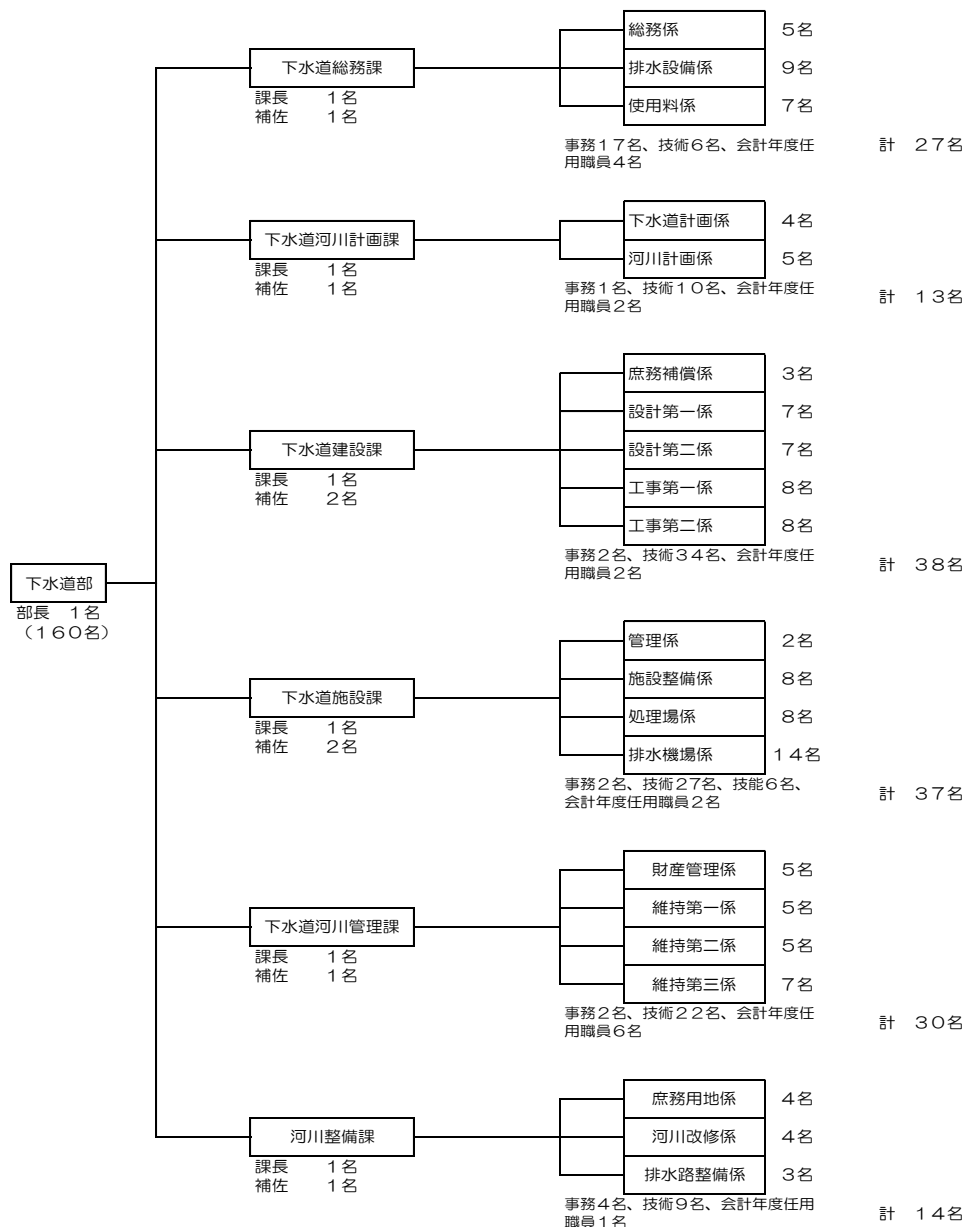 総務係　５名
下水道総務課
排水設備係　９名
課長　１名
補佐　１名
使用料係　７名
事務１７名、技術６名、会計年度任
用職員４名
計　２７名
下水道計画係　４名
下水道河川計画課
河川計画係　５名
課長　１名
補佐　１名
事務１名、技術１０名、会計年度任
用職員２名
計　１３名
庶務補償係　３名
設計第一係　７名
下水道建設課
設計第二係　７名
課長　１名
補佐　２名
工事第一係　８名
工事第二係　８名
事務２名、技術３４名、会計年度任
用職員２名
計　３８名
下水道部
部長　１名
（１６０名）
管理係　２名
施設整備係　８名
下水道施設課
処理場係　８名
課長　１名
補佐　２名
排水機場係　１４名
事務２名、技術２７名、技能６名、
会計年度任用職員２名
計　３７名
財産管理係　５名
維持第一係　５名
下水道河川管理課
維持第二係　５名
課長　１名
補佐　１名
維持第三係　７名
事務２名、技術２２名、会計年度任
用職員６名
計　３０名
庶務用地係　４名
河川整備課
河川改修係　４名
課長　１名
補佐　１名
排水路整備係　３名
事務４名、技術９名、会計年度任用
職員１名
計　１４名